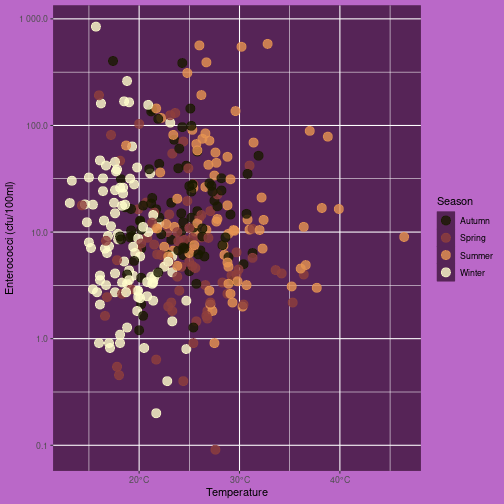 1 000.0
100.0
10.0
1.0
0.1
Enterococci (cfu/100ml)
20°C
30°C
40°C
Temperature
Season
Autumn
Spring
Summer
Winter